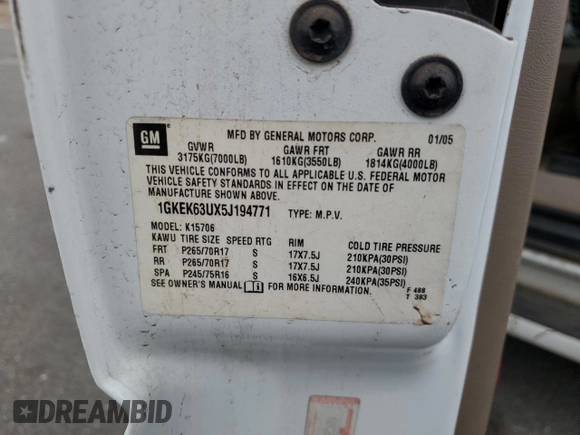 GM ®
MFD BY GENERAL MOTORS CORP. 01/05
GVWR GAWR FRT GAWR RR
3175KG(7000LB) 1610KG(3550LB) 1814KG(4000LB)
THIS VEHICLE CONFORMS TO ALL APPLICABLE U.S. FEDERAL MOTOR
VEHICLE SAFETY STANDARDS IN EFFECT ON THE DATE OF
MANUFACTURE SHOWN ABOVE.
1GKEK63UX5J194771 TYPE: M.P.V.
MODEL: K15706
KAWU TIRE SIZE SPEED RTG RIM COLD TIRE PRESSURE
FRT P265/70R17 S 17X7.5J 210KPA(30PSI)
RR P265/70R17 S 17X7.5J 210KPA(30PSI)
SPA P245/75R16 S 16X6.5J 240KPA(35PSI)
SEE OWNER'S MANUAL FOR MORE INFORMATION.
F 488
T 383
DREAMBID